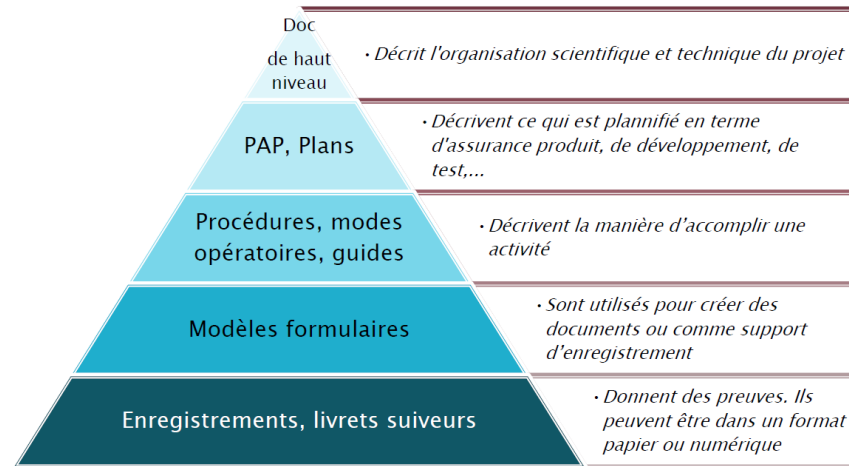 Doc
de haut
niveau
• Décrit l'organisation scientifique et technique du projet
PAP, Plans
• Décrivent ce qui est plannifié en terme
d'assurance produit, de développement, de
test,...
Procédures, modes
opératoires, guides
• Décrivent la manière d’accomplir une
activité
Modèles formulaires
• Sont utilisés pour créer des
documents ou comme support
d’enregistrement
Enregistrements, livrets suiveurs
• Donnent des preuves. Ils
peuvent être dans un format
papier ou numérique